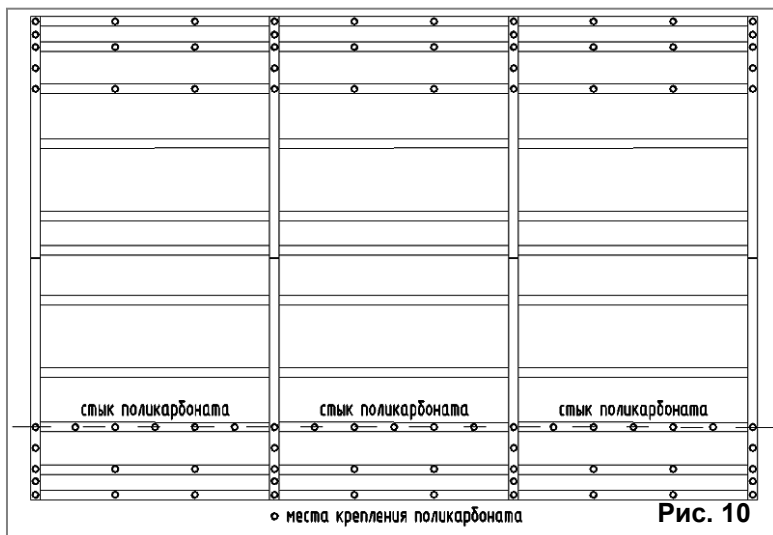 стык поликарбоната стык поликарбоната стык поликарбоната
места крепления поликарбоната Рис. 10